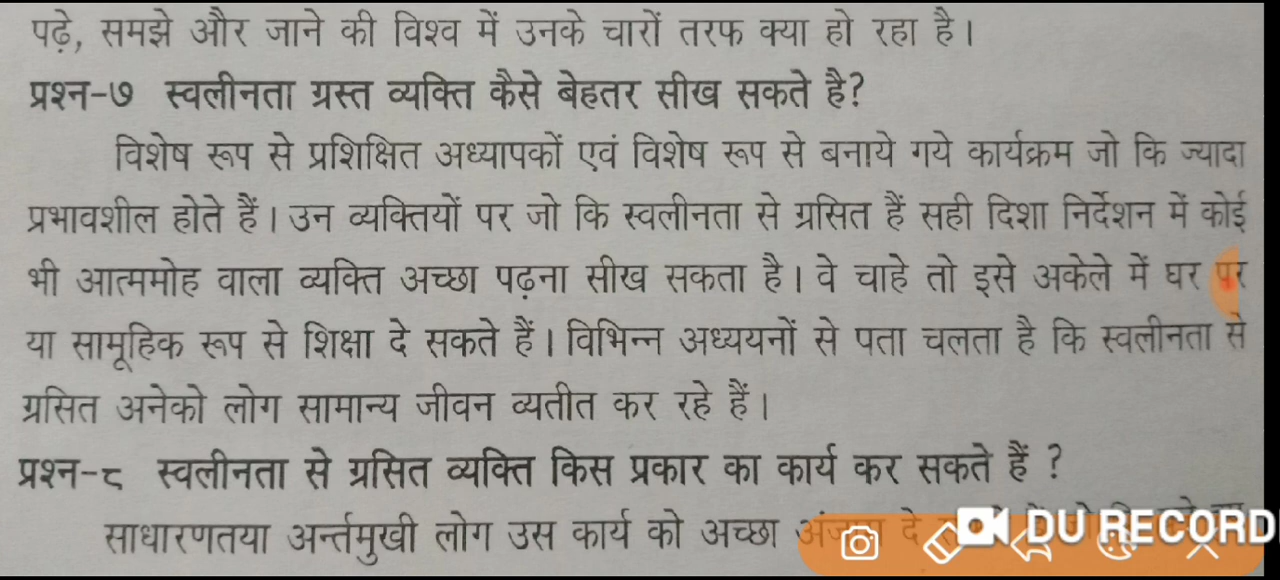 पढ़े, समझे और जाने की विश्व में उनके चारों तरफ क्या हो रहा है।
प्रश्न-७ स्वलीनता ग्रस्त व्यक्ति कैसे बेहतर सीख सकते है?
विशेष रूप से प्रशिक्षित अध्यापकों एवं विशेष रूप से बनाये गये कार्यक्रम जो कि ज्यादा
प्रभावशील होते हैं। उन व्यक्तियों पर जो कि स्वलीनता से ग्रसित हैं सही दिशा निर्देशन में कोई
भी आत्ममोह वाला व्यक्ति अच्छा पढ़ना सीख सकता है। वे चाहे तो इसे अकेले में घर पर
या सामूहिक रूप से शिक्षा दे सकते हैं। विभिन्न अध्ययनों से पता चलता है कि स्वलीनता से
ग्रसित अनेको लोग सामान्य जीवन व्यतीत कर रहे हैं।
प्रश्न-८ स्वलीनता से ग्रसित व्यक्ति किस प्रकार का कार्य कर सकते हैं ?
साधारणतया अर्न्तमुखी लोग उस कार्य को अच्छा अंजाम दे
DU RECORD